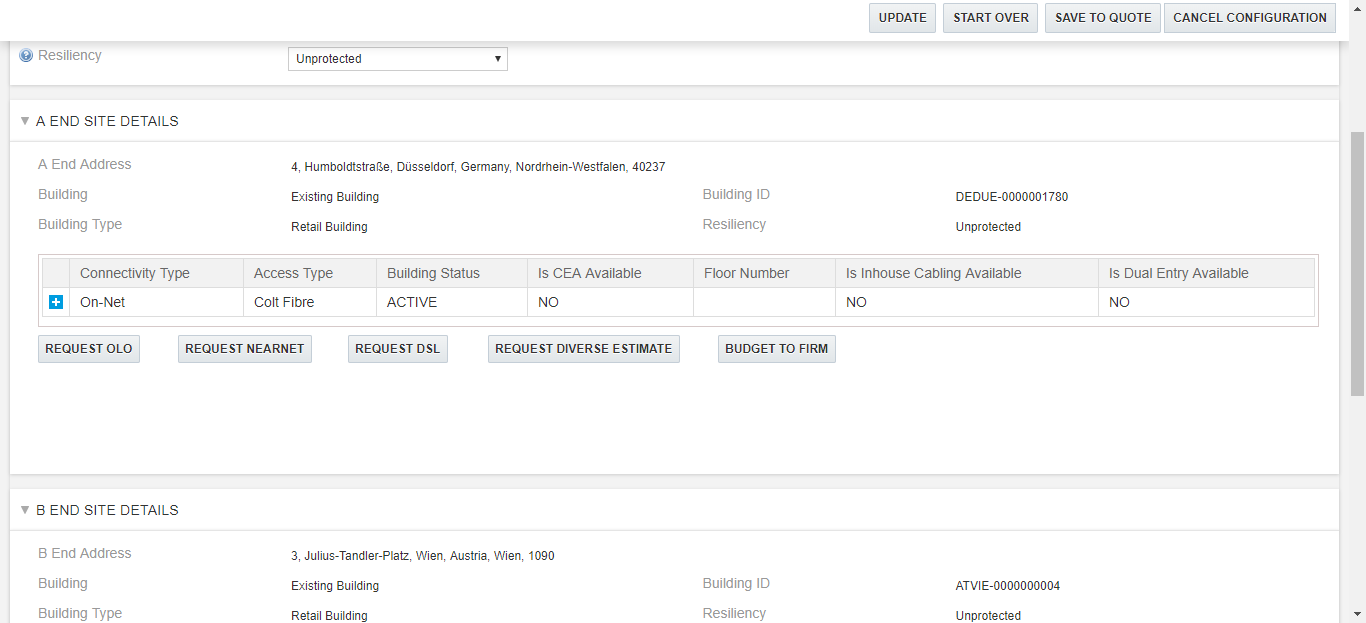 UPDATE START OVER SAVE TO QUOTE CANCEL CONFIGURATION
Resiliency Unprotected
A END SITE DETAILS
A End Address 4, Humboldtstraße, Düsseldorf, Germany, Nordrhein-Westfalen, 40237
Building Existing Building Building ID DEDUE-0000001780
Building Type Retail Building Resiliency Unprotected
Connectivity Type Access Type Building Status Is CEA Available Floor Number Is Inhouse Cabling Available Is Dual Entry Available
On-Net Colt Fibre ACTIVE NO NO NO
REQUEST OLO REQUEST NEARNET REQUEST DSL REQUEST DIVERSE ESTIMATE BUDGET TO FIRM
B END SITE DETAILS
B End Address 3, Julius-Tandler-Platz, Wien, Austria, Wien, 1090
Building Existing Building Building ID ATVIE-0000000004
Building Type Retail Building Resiliency Unprotected